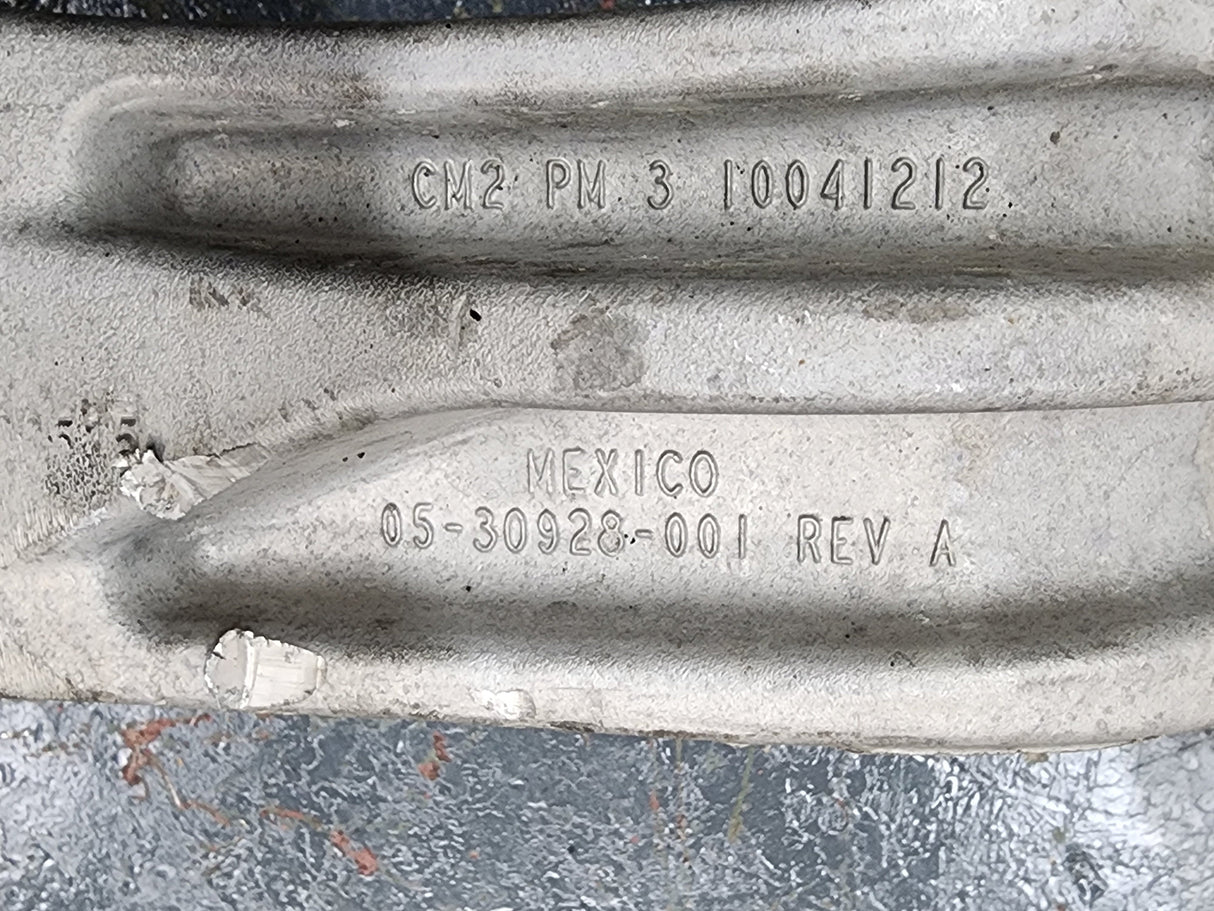 CM2 PM 3 10041212
MEXICO
05-30928-001 REV A